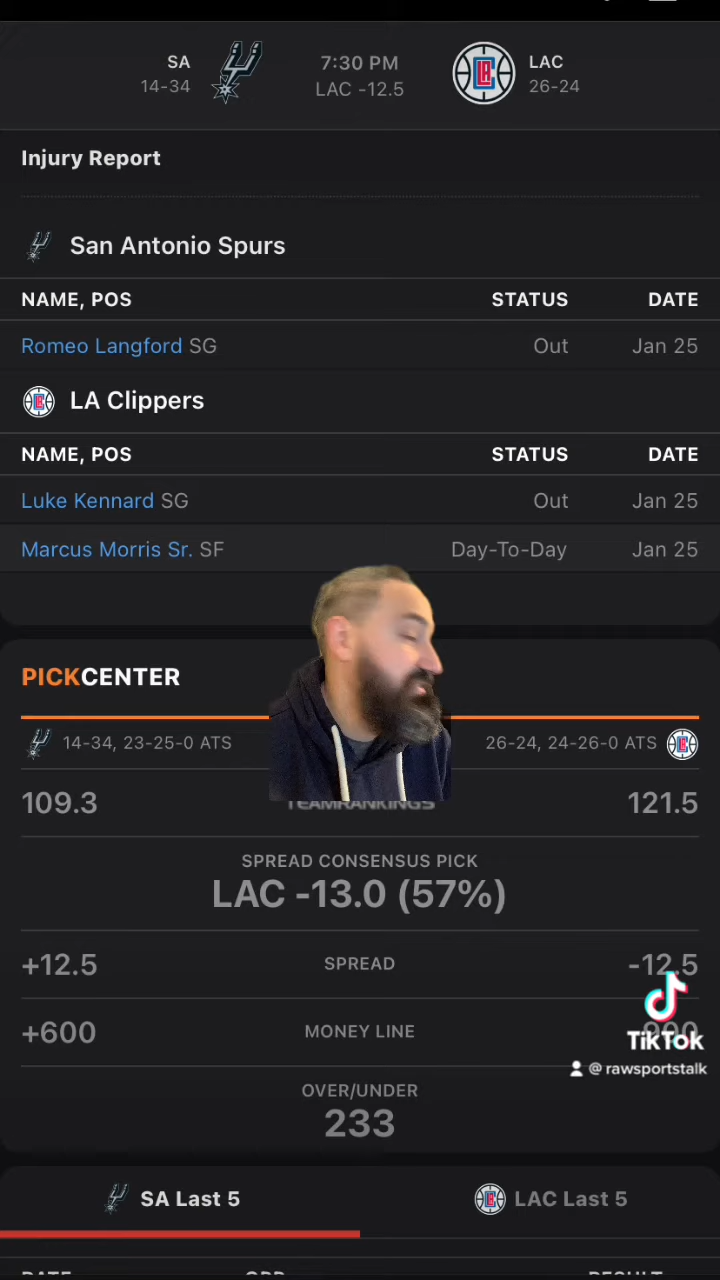 SA
14-34
7:30 PM
LAC -12.5
LAC
26-24
Injury Report
San Antonio Spurs
NAME, POS STATUS DATE
Romeo Langford SG Out Jan 25
LA Clippers
NAME, POS STATUS DATE
Luke Kennard SG Out Jan 25
Marcus Morris Sr. SF Day-To-Day Jan 25
PICKCENTER
14-34, 23-25-0 ATS 26-24, 24-26-0 ATS
109.3 TEAMRANKINGS 121.5
SPREAD CONSENSUS PICK
LAC -13.0 (57%)
+12.5 SPREAD -12.5
+600 MONEY LINE
TikTok
@rawsportstalk
OVER/UNDER
233
SA Last 5 LAC Last 5
DATE OPP RESULT